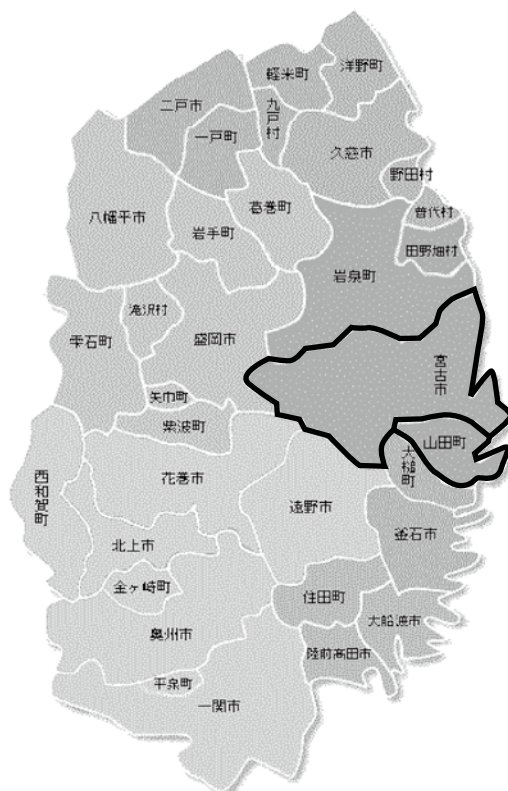 洋野町
軽米町
二戸市
九戸村
一戸町
久慈市
野田村
葛巻町
普代村
八幡平市
岩手町
田野畑村
岩泉町
滝沢村
雫石町
盛岡市
宮古市
矢巾町
紫波町
山田町
大槌町
花巻市
西和賀町
遠野市
釜石市
北上市
金ヶ崎町
住田町
大船渡市
奥州市
陸前高田市
平泉町
一関市